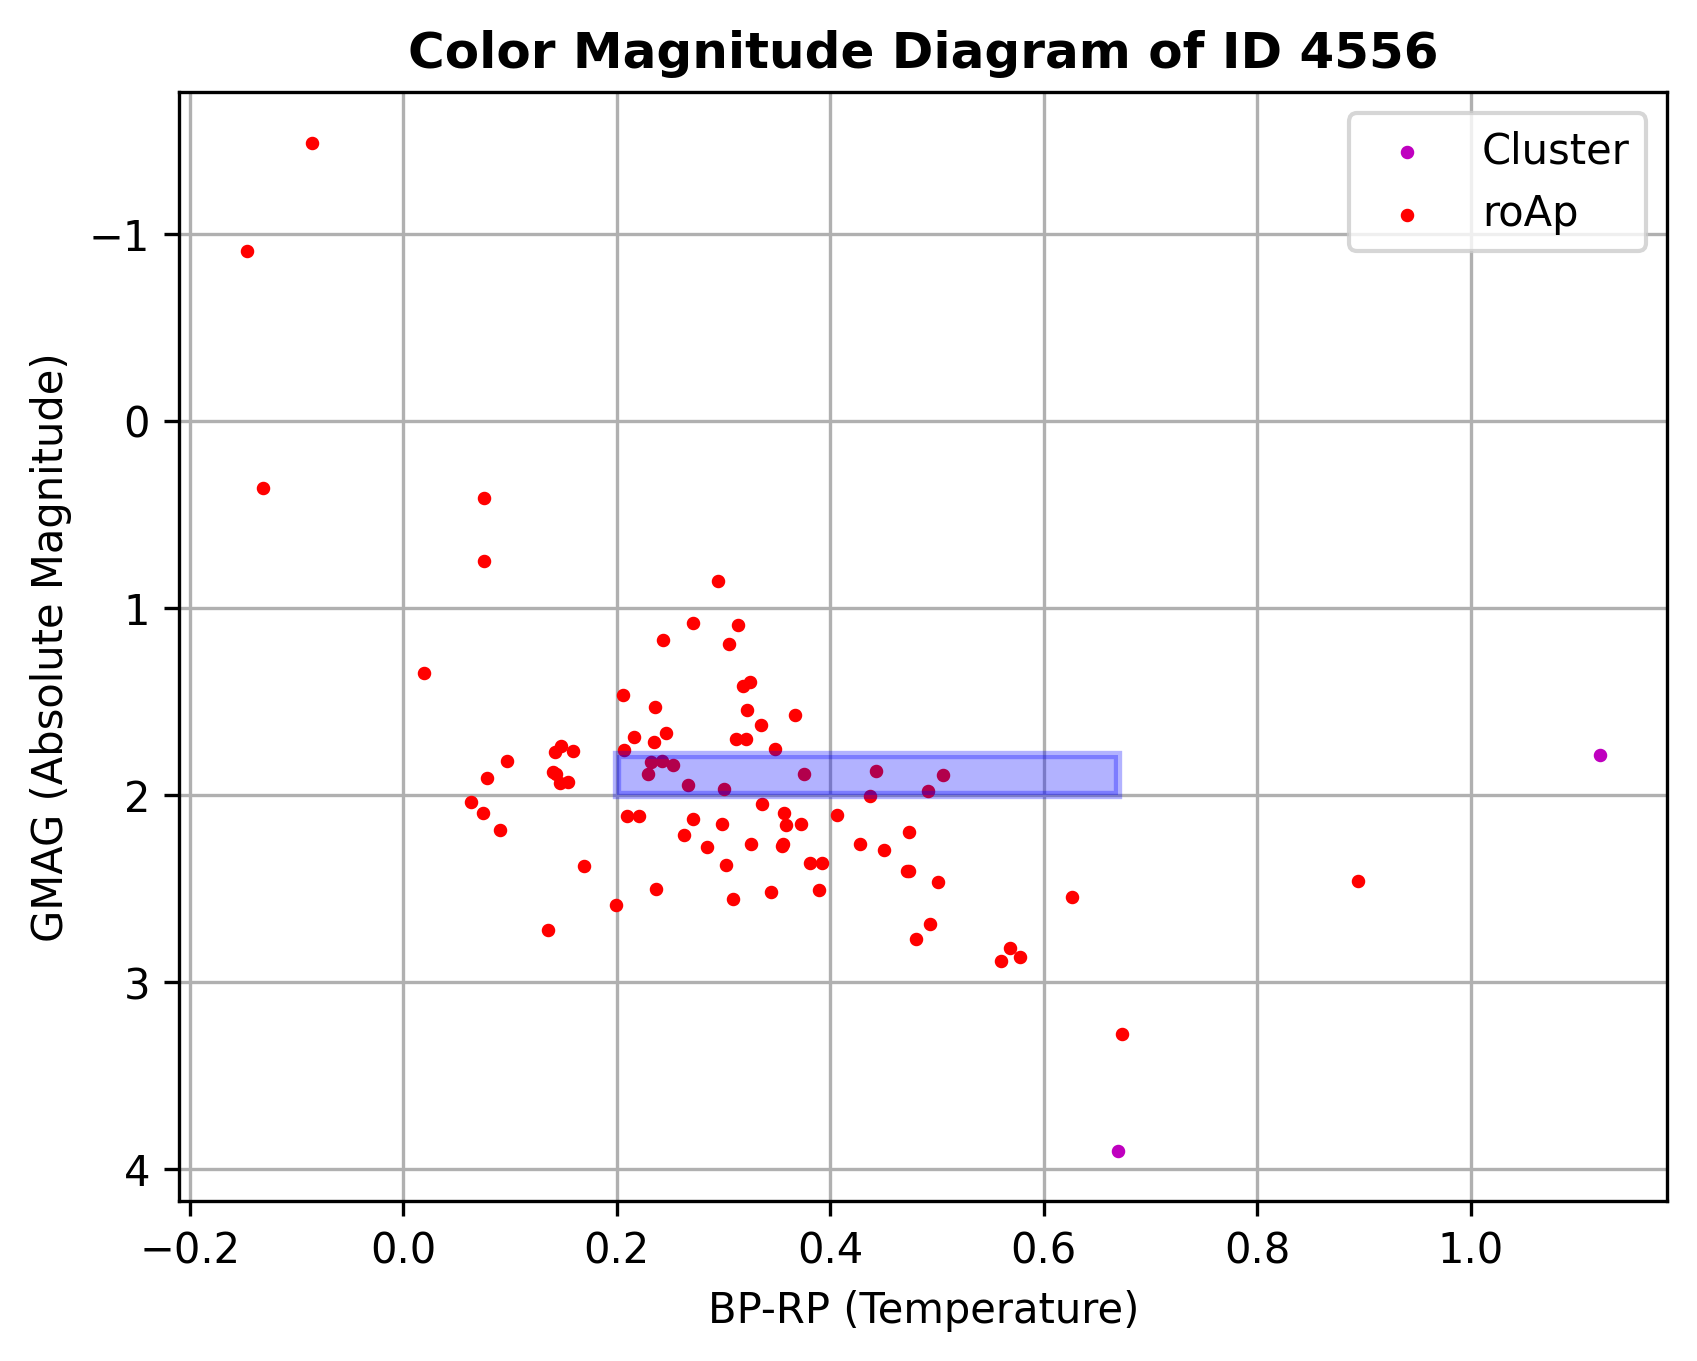 Color Magnitude Diagram of ID 4556
Cluster
roAp
GMAG (Absolute Magnitude)
−1
0
1
2
3
4
−0.2 0.0 0.2 0.4 0.6 0.8 1.0
BP-RP (Temperature)